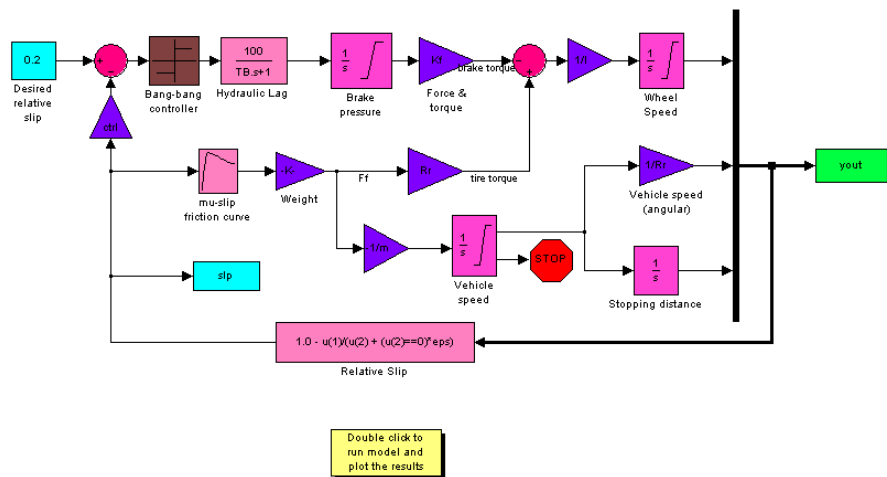 0.2
Desired
relative
slip
+
−
Bang-bang
controller
100
TB.s+1
Hydraulic Lag
1
s
Brake
pressure
Kf
Force &
torque
brake torque
−
+
1/I
1
s
Wheel
Speed
ctrl
mu-slip
friction curve
-K-
Weight
Ff
Rr
tire torque
1/Rr
Vehicle speed
(angular)
yout
-1/m
1
s
Vehicle
speed
STOP
1
s
Stopping distance
slp
1.0 - u(1)/(u(2) + (u(2)==0)*eps)
Relative Slip
Double click to
run model and
plot the results